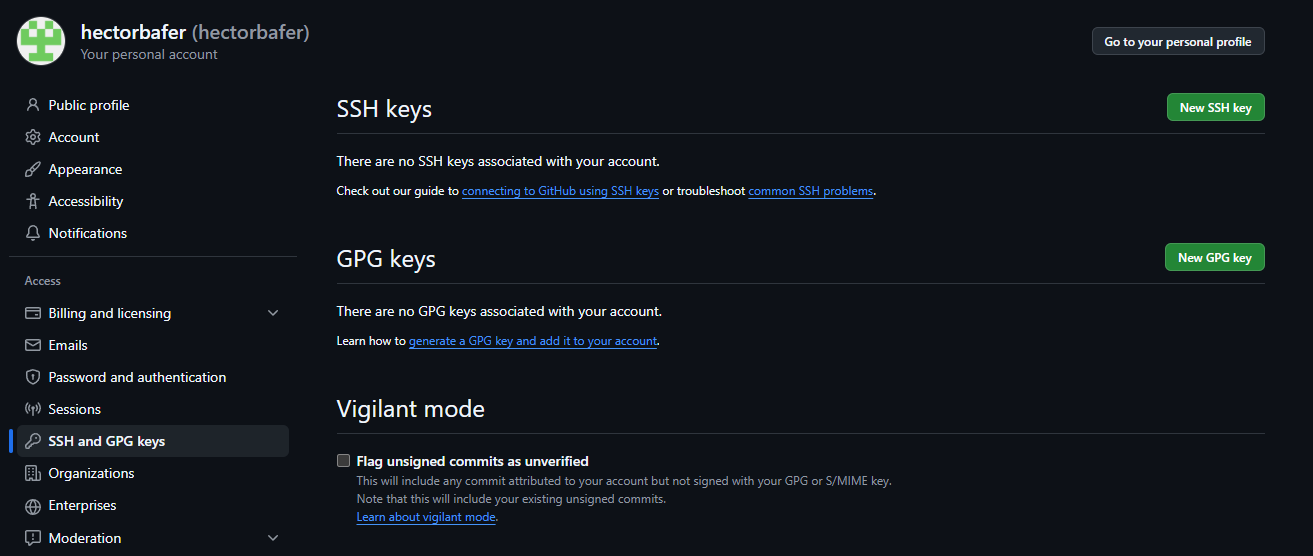 hectorbafer (hectorbafer)
Your personal account
Go to your personal profile
Public profile
Account
Appearance
Accessibility
Notifications
Access
Billing and licensing
Emails
Password and authentication
Sessions
SSH and GPG keys
Organizations
Enterprises
Moderation
SSH keys
New SSH key
There are no SSH keys associated with your account.
Check out our guide to connecting to GitHub using SSH keys or troubleshoot common SSH problems.
GPG keys
New GPG key
There are no GPG keys associated with your account.
Learn how to generate a GPG key and add it to your account.
Vigilant mode
Flag unsigned commits as unverified
This will include any commit attributed to your account but not signed with your GPG or S/MIME key.
Note that this will include your existing unsigned commits.
Learn about vigilant mode.